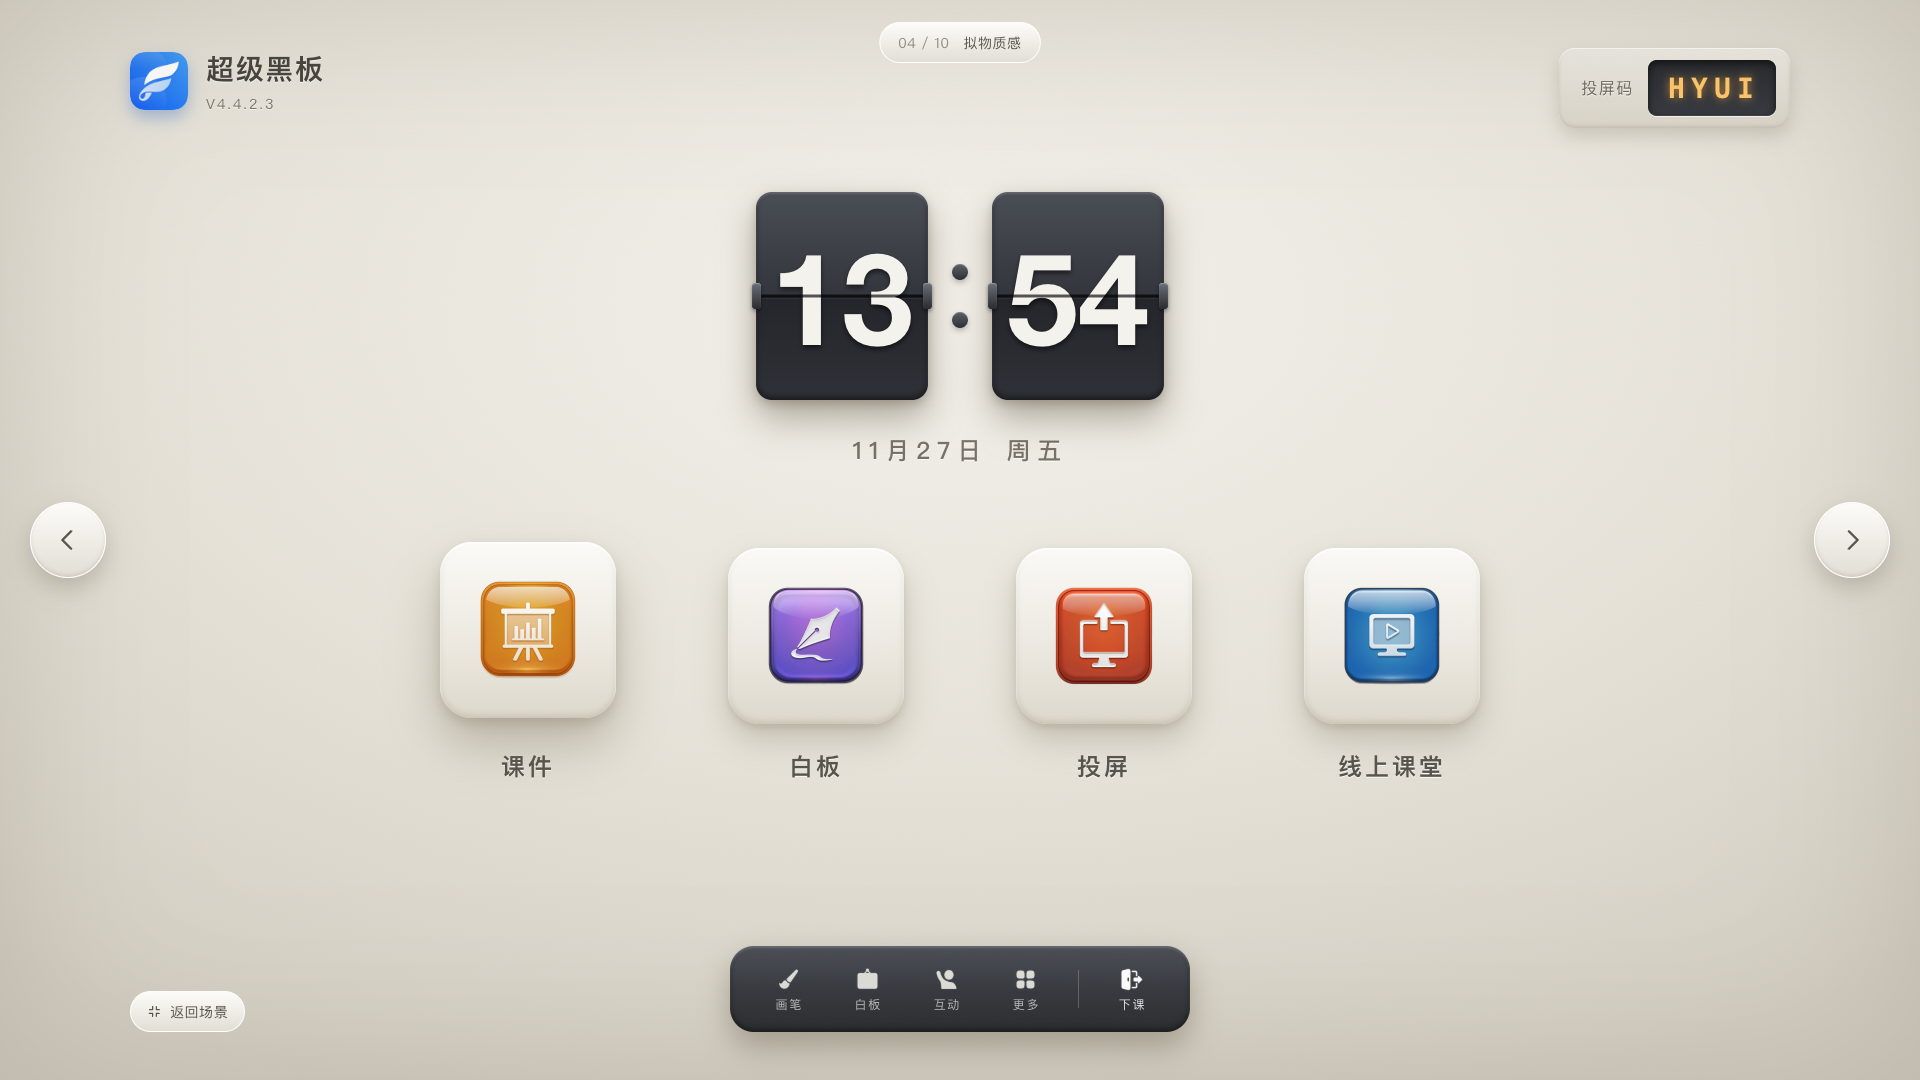 04 / 10 拟物质感
超级黑板
V4.4.2.3
投屏码 HYUI
13:54
11月27日 周五
课件
白板
投屏
线上课堂
画笔
白板
互动
更多
下课
返回场景